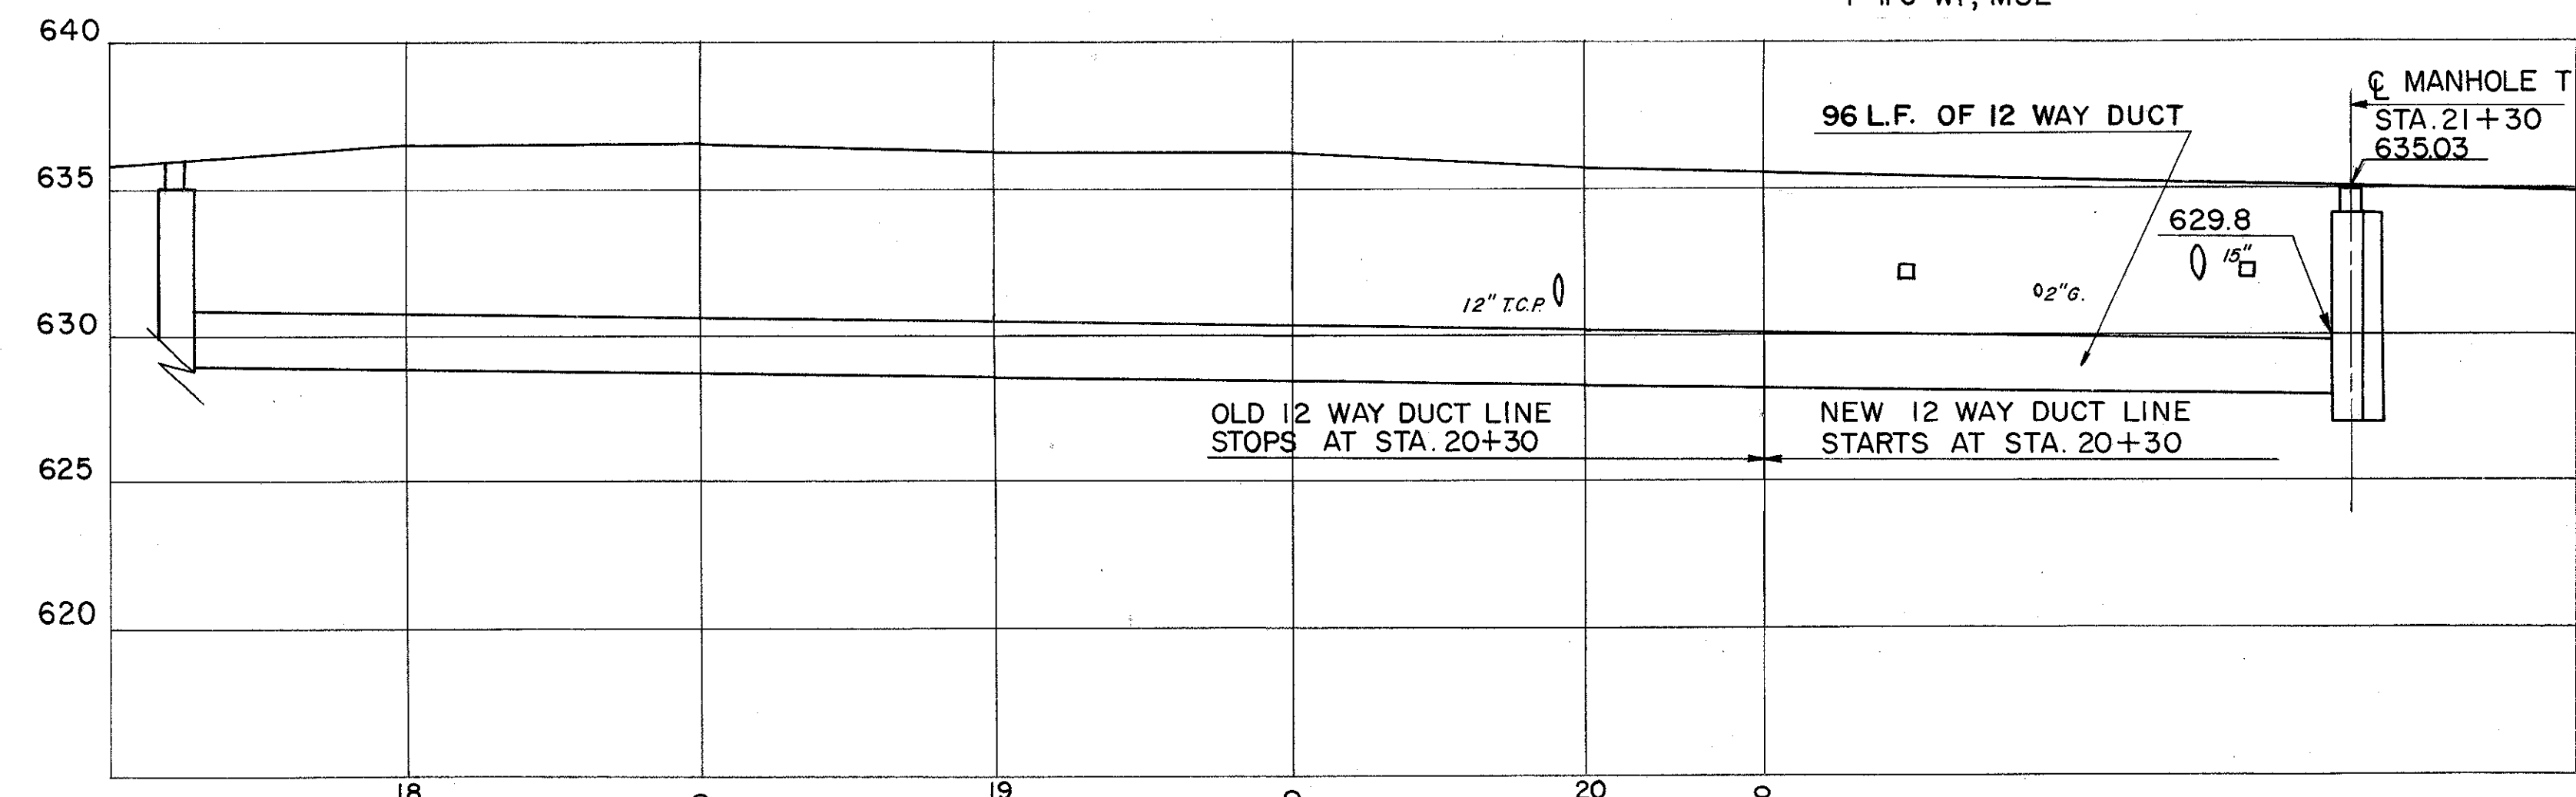 640
635
630
625
620
96 L.F. OF 12 WAY DUCT
℄ MANHOLE T
STA. 21+30
635.03
629.8
15"
12" T.C.P.
2"G.
OLD 12 WAY DUCT LINE
STOPS AT STA. 20+30
NEW 12 WAY DUCT LINE
STARTS AT STA. 20+30
18
19
20